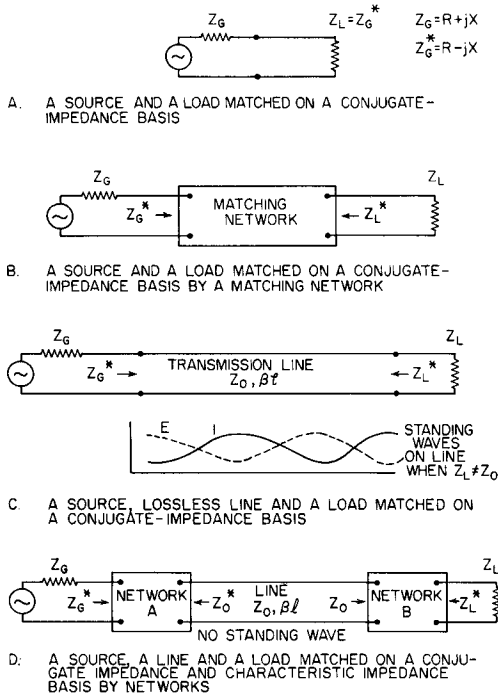 Z_G
Z_L=Z_G*
Z_G=R+jX
Z_G*=R-jX
A. A SOURCE AND A LOAD MATCHED ON A CONJUGATE-
IMPEDANCE BASIS
Z_G
Z_L
Z_G* →
MATCHING
NETWORK
← Z_L*
B. A SOURCE AND A LOAD MATCHED ON A CONJUGATE-
IMPEDANCE BASIS BY A MATCHING NETWORK
Z_G
Z_L
Z_G* →
TRANSMISSION LINE
Z_O, βℓ
← Z_L*
E
I
STANDING
WAVES
ON LINE
WHEN Z_L≠Z_O
C. A SOURCE, LOSSLESS LINE AND A LOAD MATCHED ON
A CONJUGATE-IMPEDANCE BASIS
Z_G
Z_L
Z_G* →
NETWORK
A
← Z_O*
LINE
Z_O, βℓ
Z_O →
NETWORK
B
← Z_L*
NO STANDING WAVE
D. A SOURCE, A LINE AND A LOAD MATCHED ON A CONJU-
GATE IMPEDANCE AND CHARACTERISTIC IMPEDANCE
BASIS BY NETWORKS